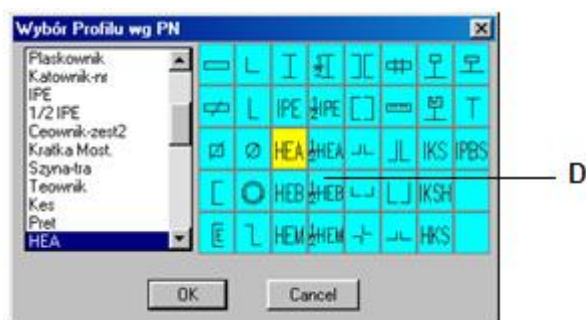 Wybór Profilu wg PN
Płaskownik
Katownik-nr
IPE
1/2 IPE
Ceownik-zest2
Kratka Most.
Szyna-tra
Teownik
Kes
Pret
HEA
IPE ½IPE
HEA ½HEA IKS IPBS
HEB ½HEB IKSH
HEM ½HEM HKS
D
OK Cancel